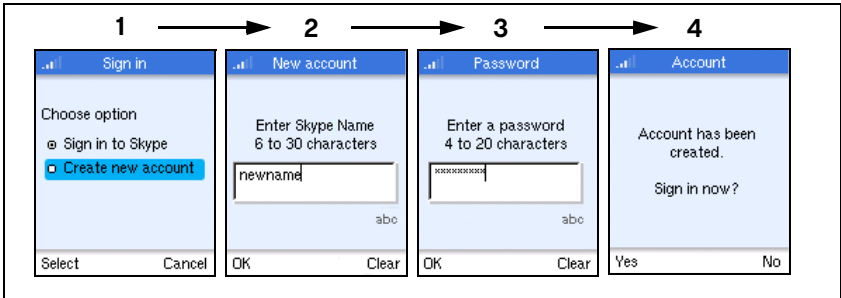 1 2 3 4
Sign in
Choose option
Sign in to Skype
Create new account
Select Cancel
New account
Enter Skype Name
6 to 30 characters
newname
abc
OK Clear
Password
Enter a password
4 to 20 characters
*********
abc
OK Clear
Account
Account has been
created.
Sign in now?
Yes No